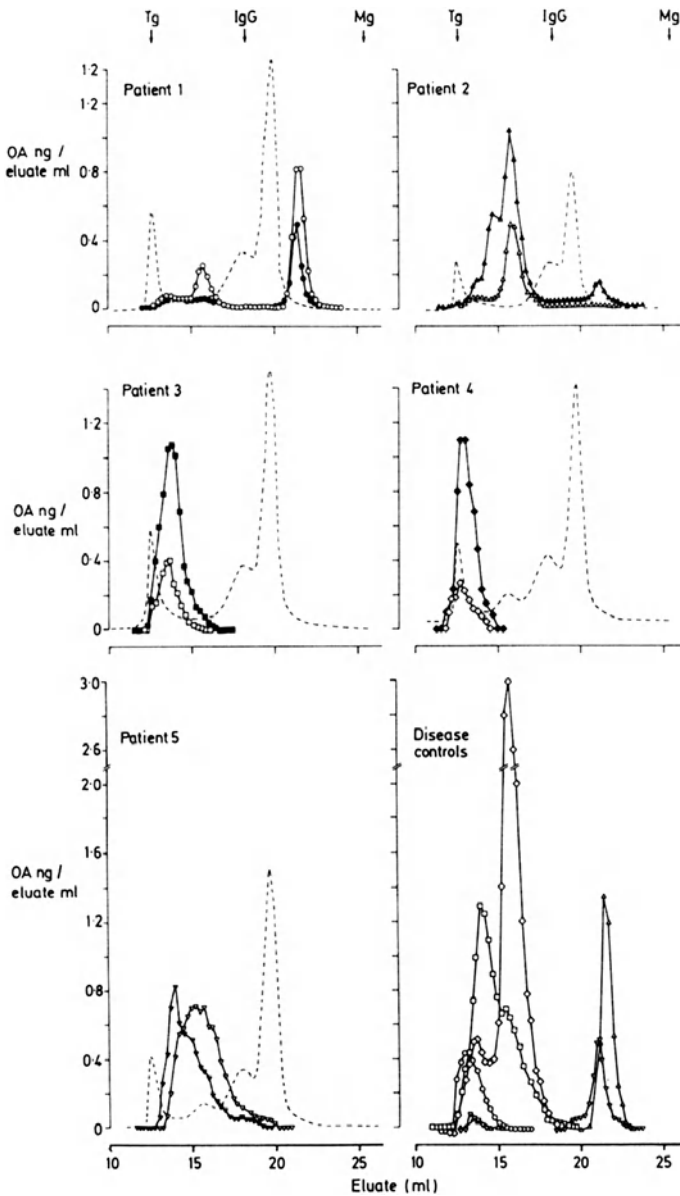 Tg IgG Mg Tg IgG Mg
Patient 1
1·2
1·2
OA ng /
eluate ml
0·8
0·4
0
Patient 2
Patient 3
1·2
OA ng /
eluate ml
0·8
0·4
0
Patient 4
Patient 5
3·0
2·6
2·0
1·6
OA ng /
eluate ml
1·2
0·8
0·4
0
10 15 20 25
Disease
controls
10 15 20 25
Eluate (ml)